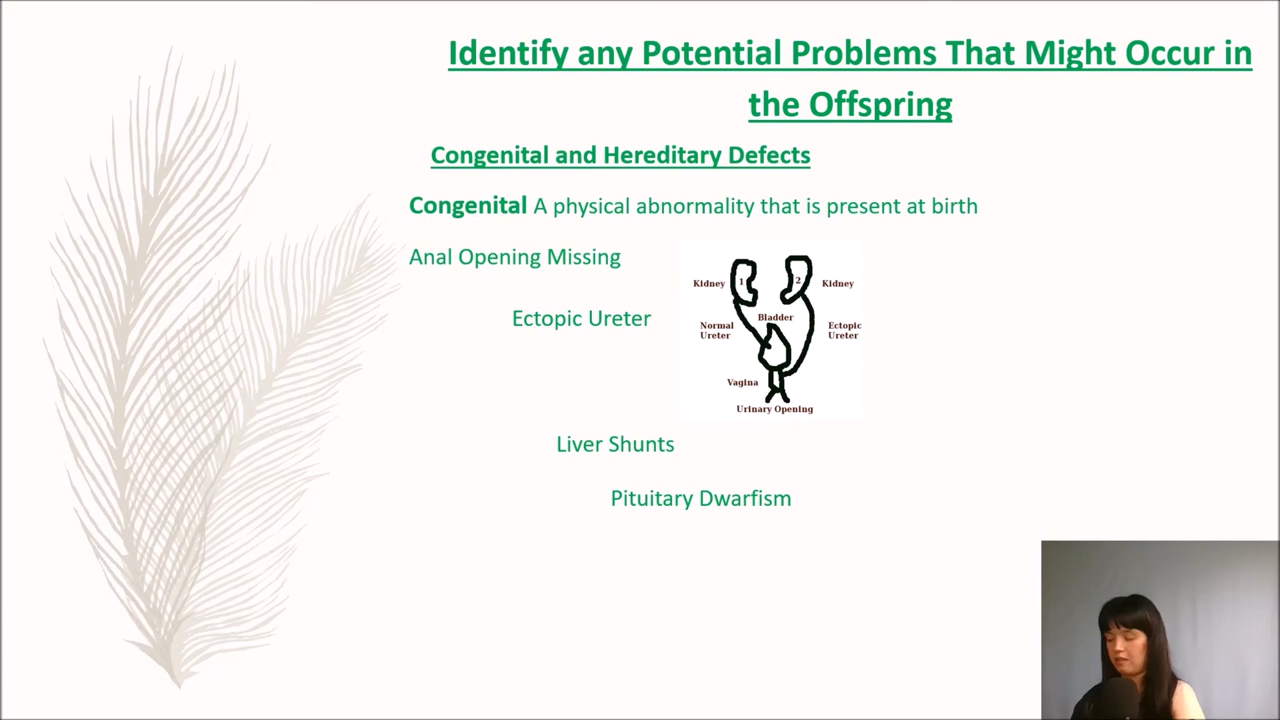 Identify any Potential Problems That Might Occur in
the Offspring
Congenital and Hereditary Defects
Congenital A physical abnormality that is present at birth
Anal Opening Missing
Ectopic Ureter
Kidney
1
2
Kidney
Bladder
Normal
Ureter
Ectopic
Ureter
Vagina
Urinary Opening
Liver Shunts
Pituitary Dwarfism